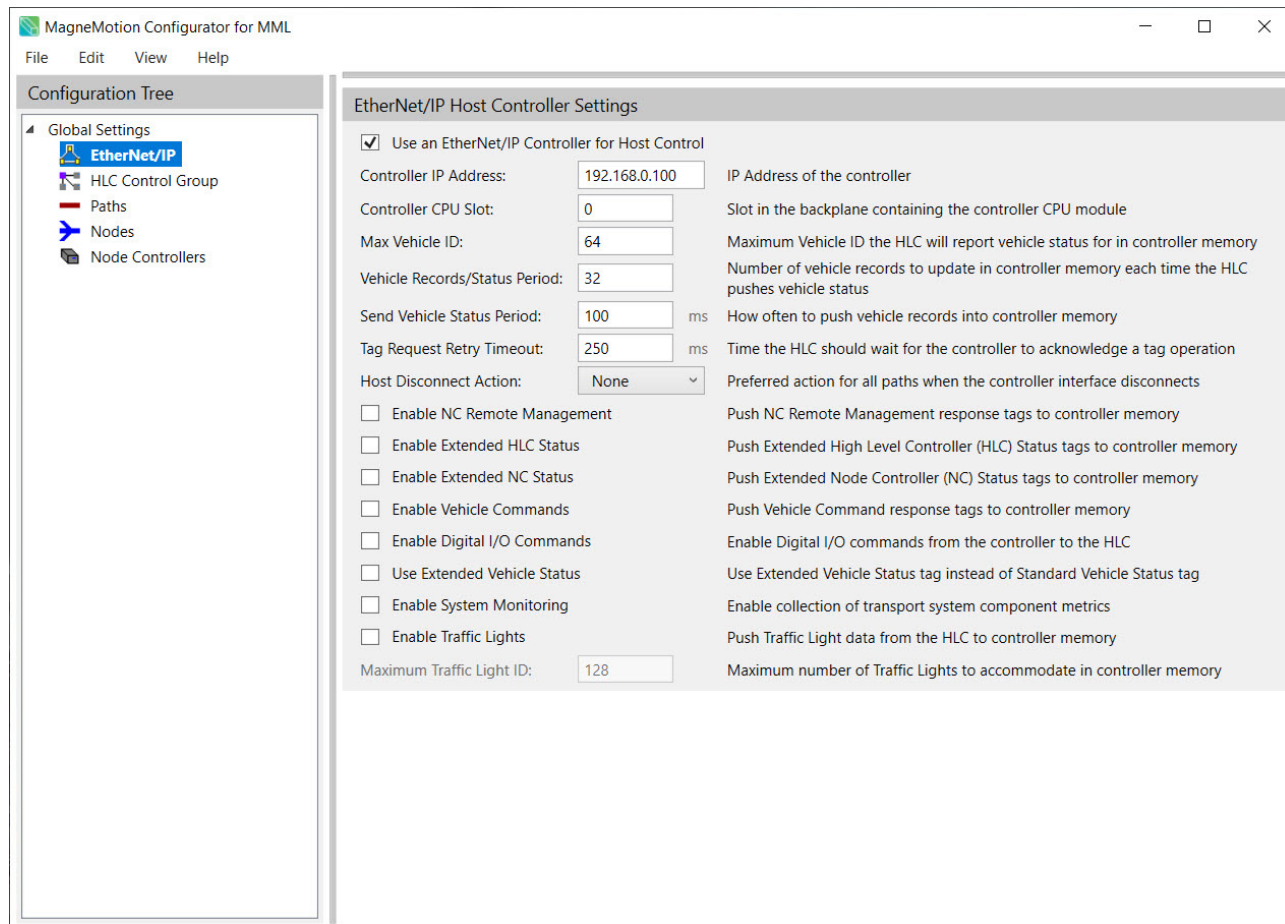 MagneMotion Configurator for MML
File Edit View Help
Configuration Tree
Global Settings
EtherNet/IP
HLC Control Group
Paths
Nodes
Node Controllers
EtherNet/IP Host Controller Settings
Use an EtherNet/IP Controller for Host Control
Controller IP Address: 192.168.0.100 IP Address of the controller
Controller CPU Slot: 0 Slot in the backplane containing the controller CPU module
Max Vehicle ID: 64 Maximum Vehicle ID the HLC will report vehicle status for in controller memory
Vehicle Records/Status Period: 32 Number of vehicle records to update in controller memory each time the HLC
pushes vehicle status
Send Vehicle Status Period: 100 ms How often to push vehicle records into controller memory
Tag Request Retry Timeout: 250 ms Time the HLC should wait for the controller to acknowledge a tag operation
Host Disconnect Action: None Preferred action for all paths when the controller interface disconnects
Enable NC Remote Management Push NC Remote Management response tags to controller memory
Enable Extended HLC Status Push Extended High Level Controller (HLC) Status tags to controller memory
Enable Extended NC Status Push Extended Node Controller (NC) Status tags to controller memory
Enable Vehicle Commands Push Vehicle Command response tags to controller memory
Enable Digital I/O Commands Enable Digital I/O commands from the controller to the HLC
Use Extended Vehicle Status Use Extended Vehicle Status tag instead of Standard Vehicle Status tag
Enable System Monitoring Enable collection of transport system component metrics
Enable Traffic Lights Push Traffic Light data from the HLC to controller memory
Maximum Traffic Light ID: 128 Maximum number of Traffic Lights to accommodate in controller memory